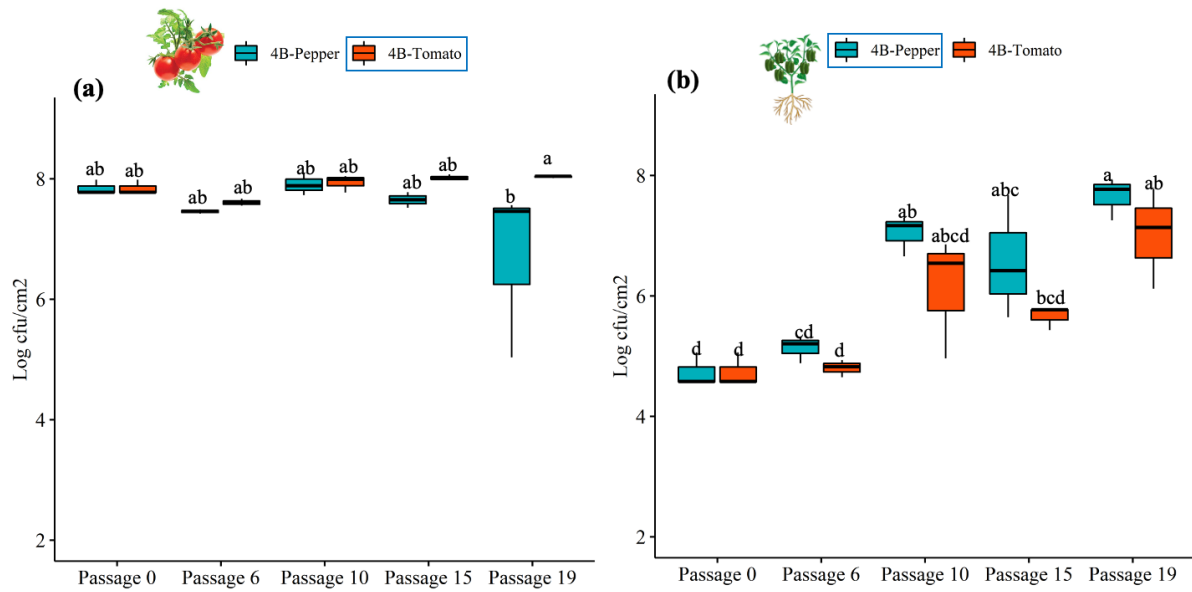 4B-Pepper 4B-Tomato
(a)
ab ab ab ab ab ab ab ab b a
Log cfu/cm2
8
6
4
2
Passage 0 Passage 6 Passage 10 Passage 15 Passage 19
4B-Pepper 4B-Tomato
(b)
d d cd d ab abcd abc bcd a ab
Log cfu/cm2
8
6
4
2
Passage 0 Passage 6 Passage 10 Passage 15 Passage 19